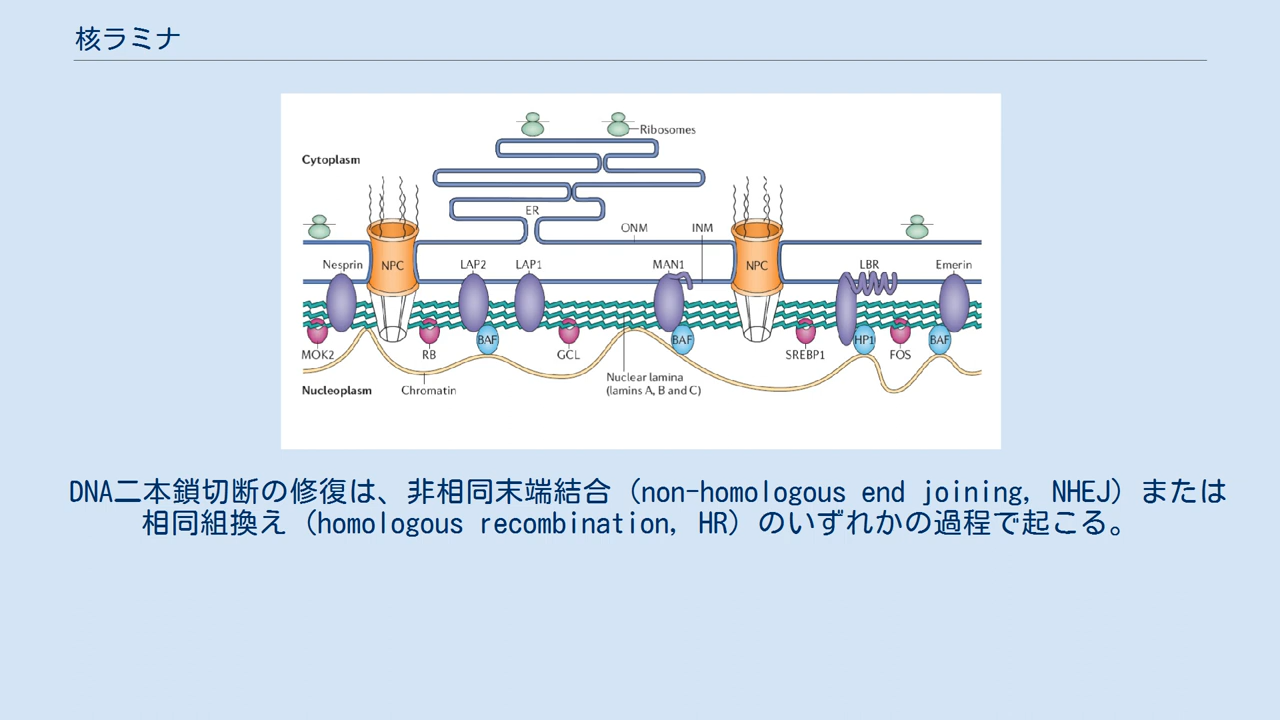 核ラミナ
Ribosomes
Cytoplasm
ER
ONM
INM
Nesprin
NPC
LAP2
LAP1
MAN1
NPC
LBR
Emerin
MOK2
RB
BAF
GCL
BAF
SREBP1
HP1
FOS
BAF
Nuclear lamina
(lamins A, B and C)
Nucleoplasm
Chromatin
DNA二本鎖切断の修復は、非相同末端結合（non-homologous end joining, NHEJ）または
相同組換え（homologous recombination, HR）のいずれかの過程で起こる。